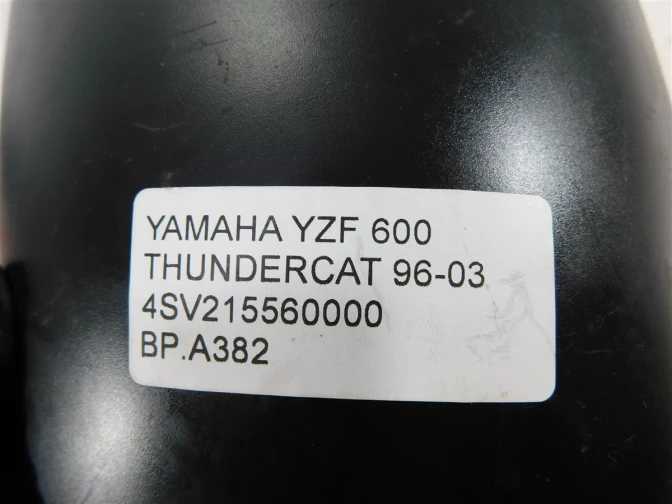 YAMAHA YZF 600
THUNDERCAT 96-03
4SV215560000
BP.A382